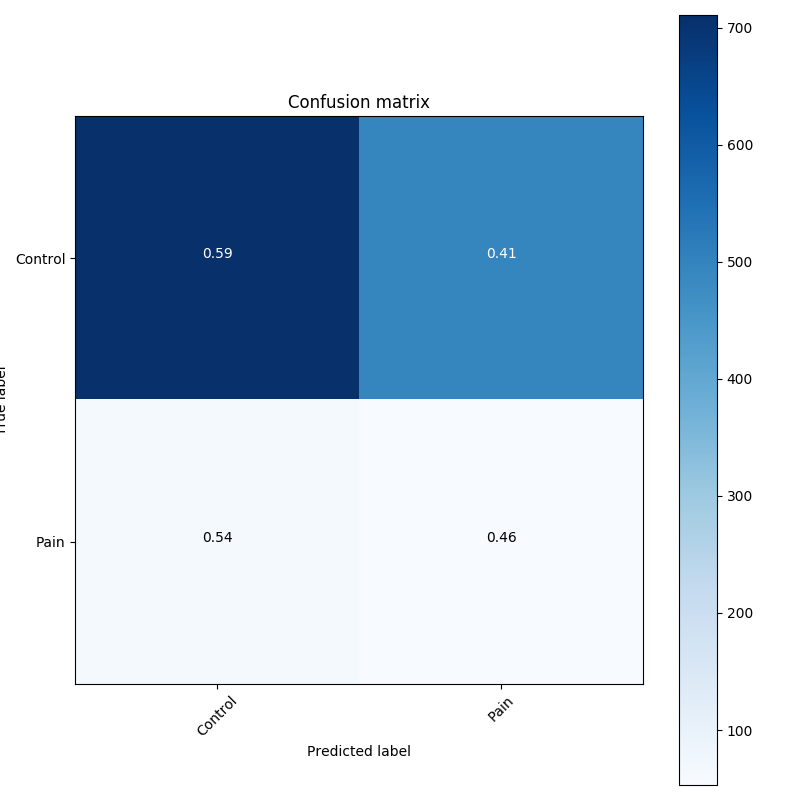 Confusion matrix
Control
Pain
True label
0.59
0.41
0.54
0.46
Control
Pain
Predicted label
700
600
500
400
300
200
100